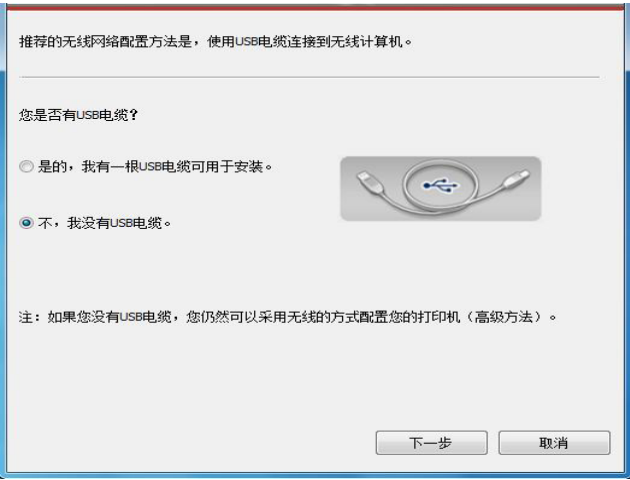 推荐的无线网络配置方法是，使用USB电缆连接到无线计算机。
您是否有USB电缆？
是的，我有一根USB电缆可用于安装。
不，我没有USB电缆。
注：如果您没有USB电缆，您仍然可以采用无线的方式配置您的打印机（高级方法）。
下一步 取消